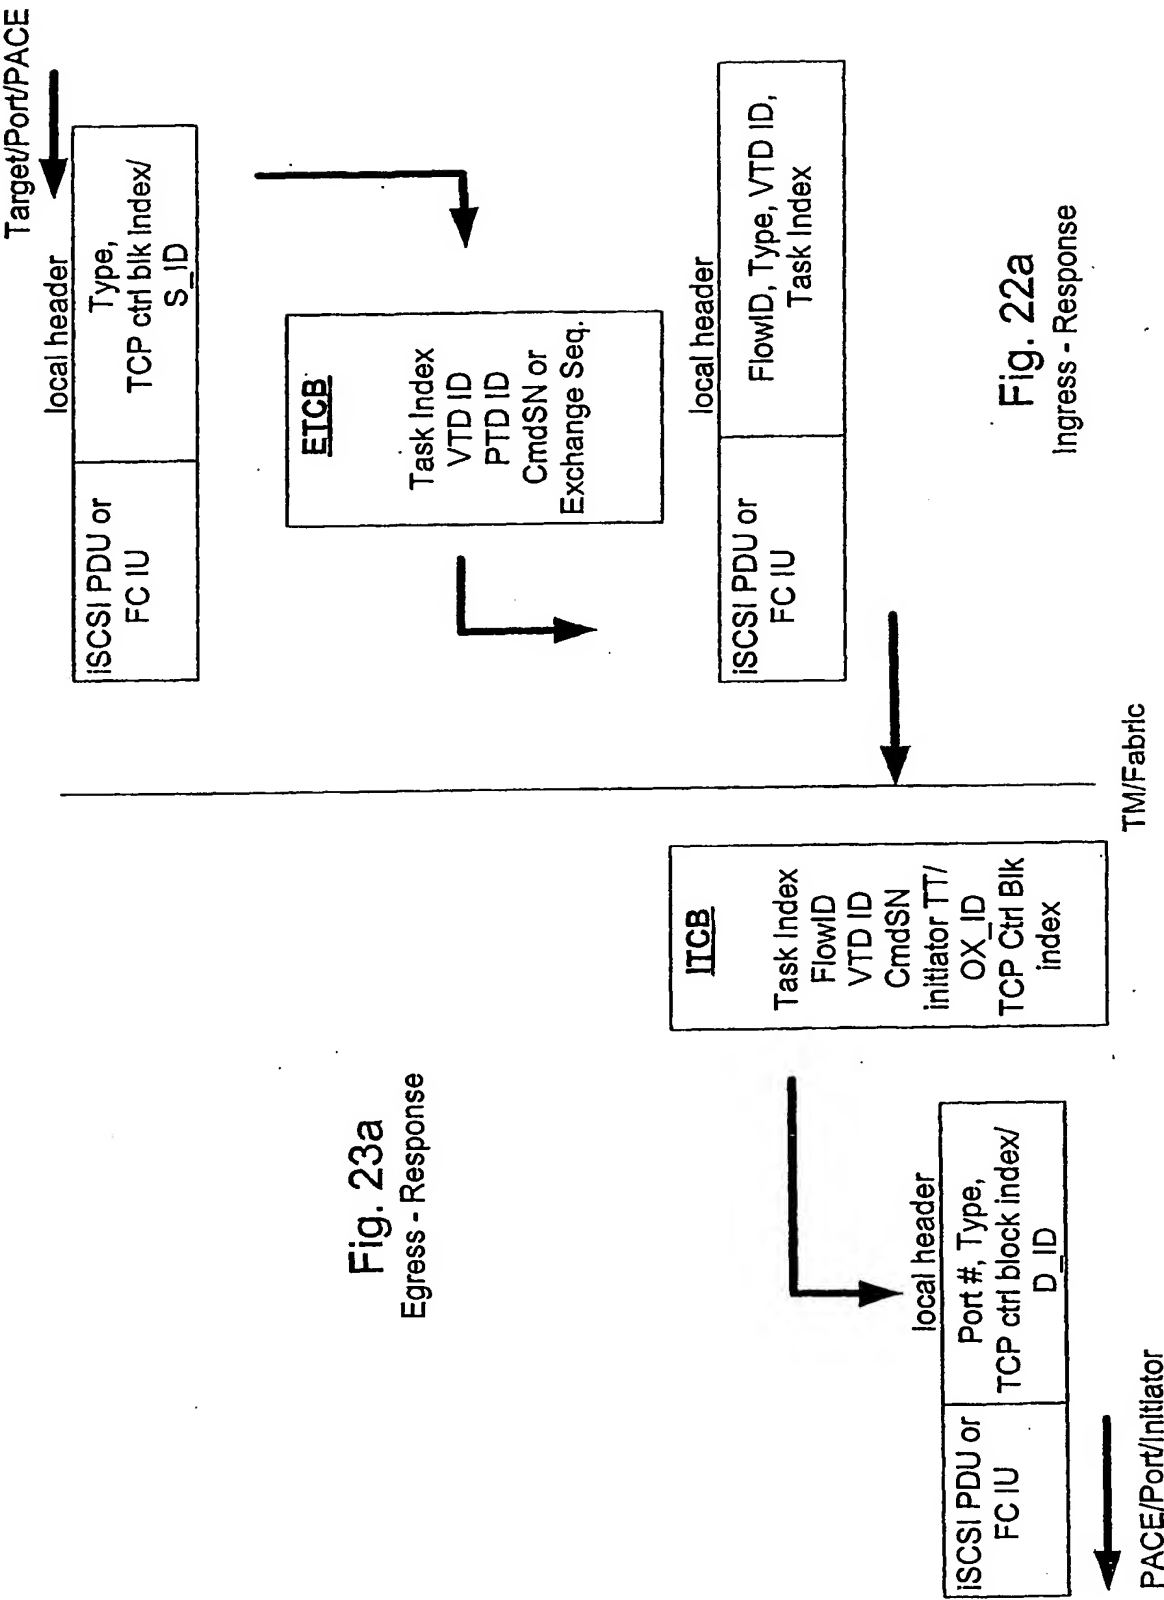 Target/Port/PACE
local header
iSCSI PDU or
FC IU
Type,
TCP ctrl blk Index/
S_ID
ETCB
Task Index
VTD ID
PTD ID
CmdSN or
Exchange Seq.
local header
iSCSI PDU or
FC IU
FlowID, Type, VTD ID,
Task Index
Fig. 22a
Ingress - Response
TM/Fabric
ITCB
Task Index
FlowID
VTD ID
CmdSN
initiator TT/
OX_ID
TCP Ctrl Blk
index
Fig. 23a
Egress - Response
local header
iSCSI PDU or
FC IU
Port #, Type,
TCP ctrl block index/
D_ID
PACE/Port/Initiator